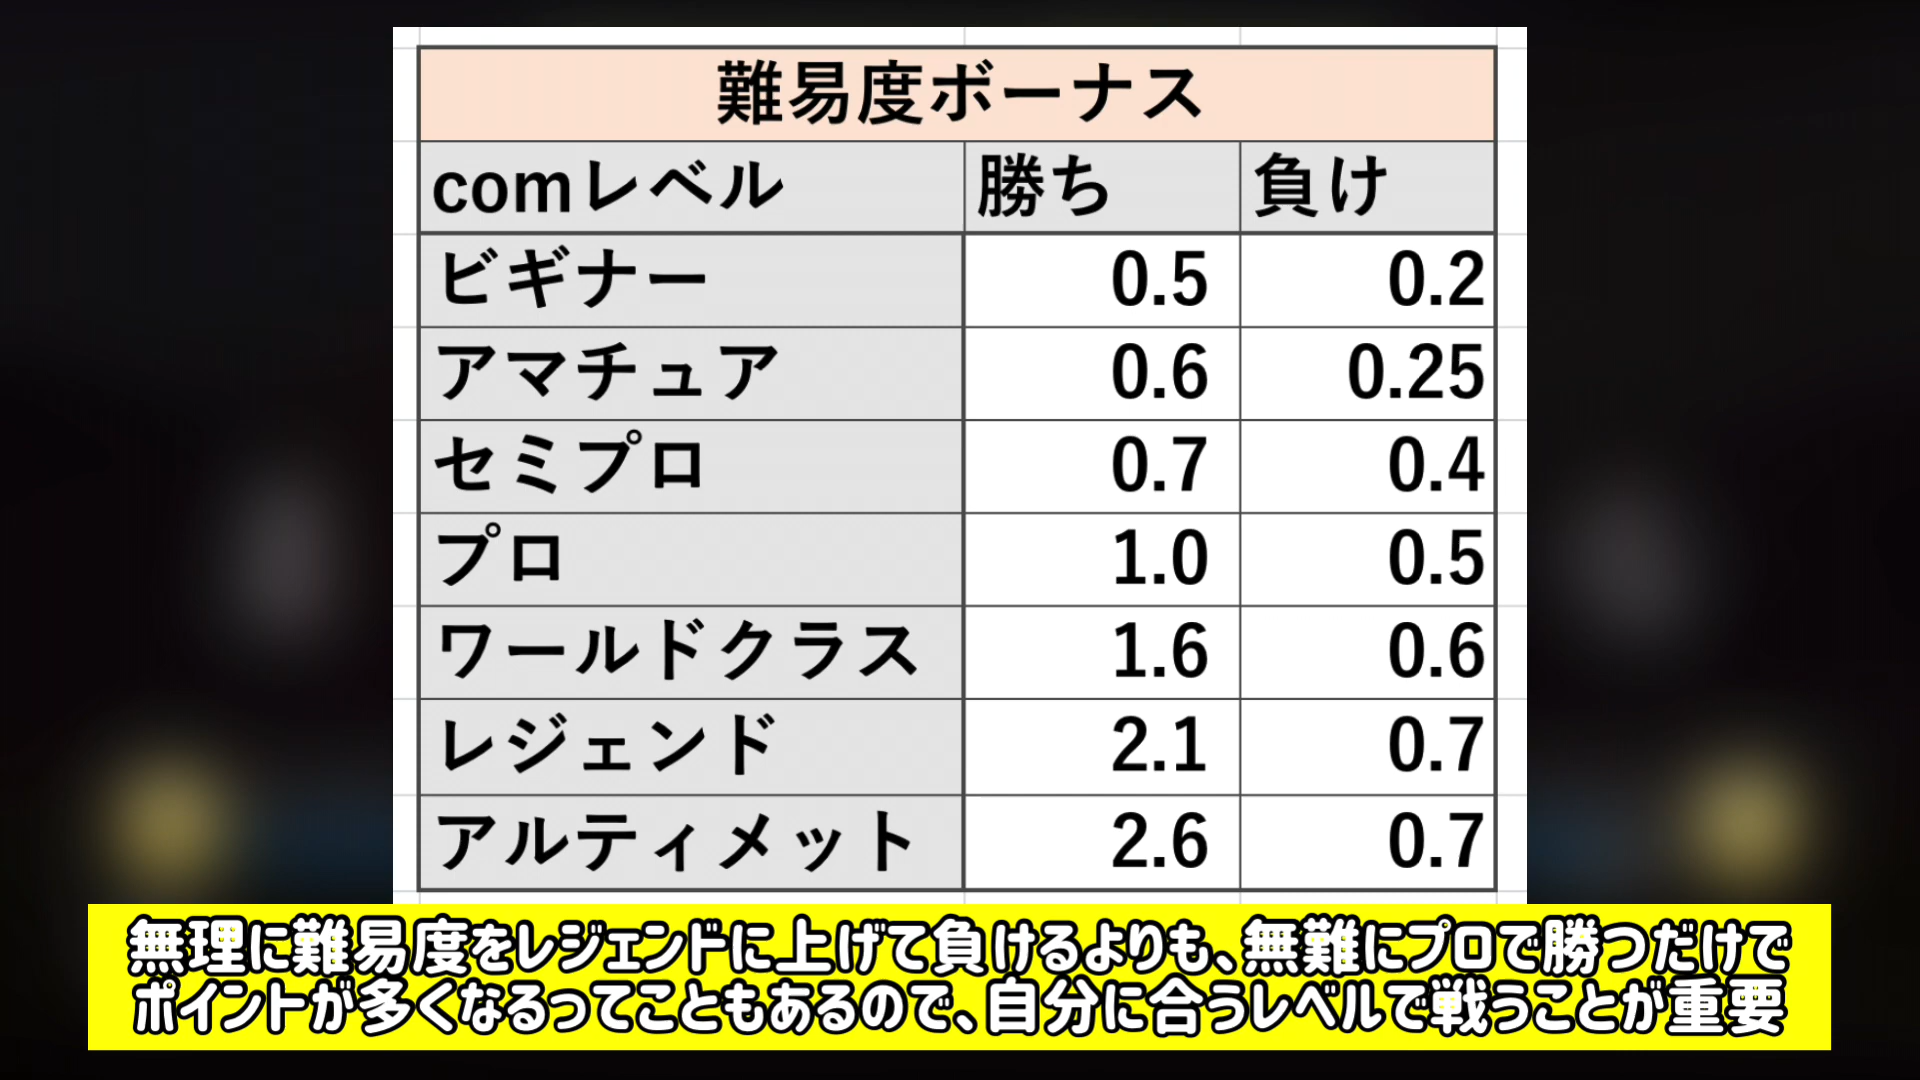 難易度ボーナス
comレベル 勝ち 負け
ビギナー 0.5 0.2
アマチュア 0.6 0.25
セミプロ 0.7 0.4
プロ 1.0 0.5
ワールドクラス 1.6 0.6
レジェンド 2.1 0.7
アルティメット 2.6 0.7
無理に難易度をレジェンドに上げて負けるよりも、無難にプロで勝つだけで
ポイントが多くなるってこともあるので、自分に合うレベルで戦うことが重要